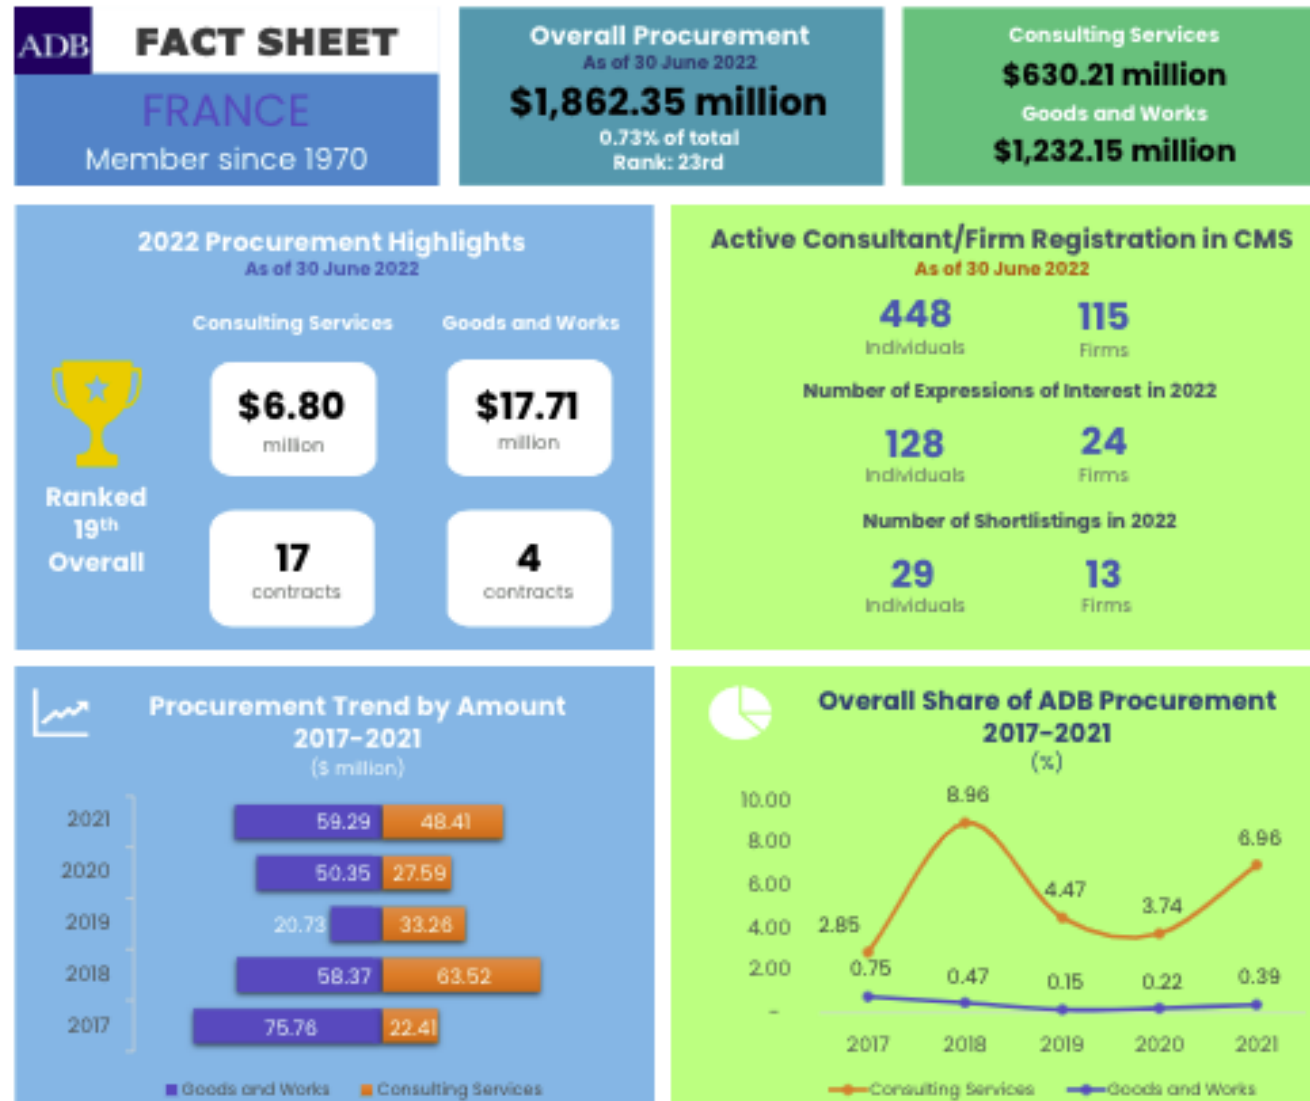 ADB
FACT SHEET
FRANCE
Member since 1970
Overall Procurement
As of 30 June 2022
$1,862.35 million
0.73% of total
Rank: 23rd
Consulting Services
$630.21 million
Goods and Works
$1,232.15 million
2022 Procurement Highlights
As of 30 June 2022
Consulting Services Goods and Works
$6.80 $17.71
million million
Ranked
19th
Overall
17 4
contracts contracts
Active Consultant/Firm Registration in CMS
As of 30 June 2022
448 115
Individuals Firms
Number of Expressions of Interest in 2022
128 24
Individuals Firms
Number of Shortlistings in 2022
29 13
Individuals Firms
Procurement Trend by Amount
2017-2021
($ million)
2021 59.29 48.41
2020 50.35 27.59
2019 20.73 33.26
2018 58.37 63.52
2017 75.76 22.41
Goods and Works Consulting Services
Overall Share of ADB Procurement
2017-2021
(%)
10.00
8.00
6.00
4.00
2.00
-
2.85 8.96 4.47 3.74 6.96
0.75 0.47 0.15 0.22 0.39
2017 2018 2019 2020 2021
Consulting Services Goods and Works